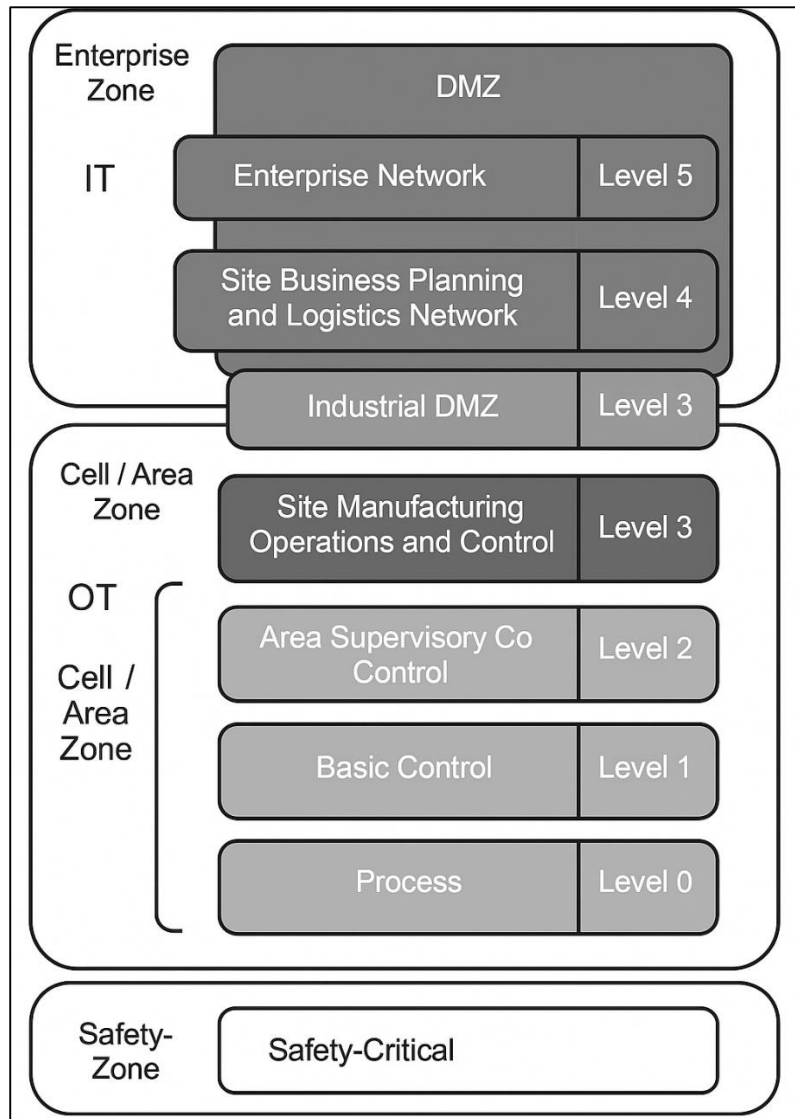 Enterprise
Zone
DMZ
IT
Enterprise Network
Level 5
Site Business Planning
and Logistics Network
Level 4
Industrial DMZ
Level 3
Cell / Area
Zone
Site Manufacturing
Operations and Control
Level 3
OT
Area Supervisory Co
Control
Level 2
Cell /
Area
Zone
Basic Control
Level 1
Process
Level 0
Safety-
Zone
Safety-Critical